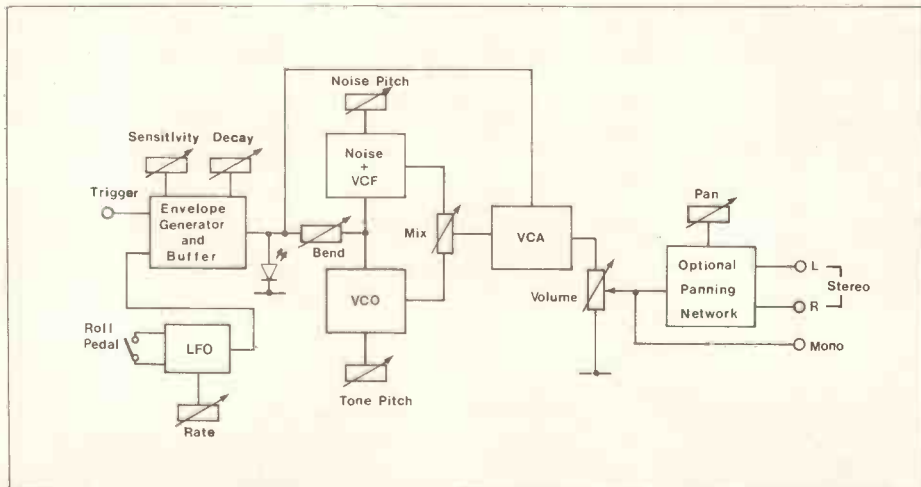 Noise Pitch
Sensitivity Decay
Trigger
Envelope
Generator
and
Buffer
Noise
+
VCF
Bend
Mix
VCA
VCO
Tone Pitch
Roll
Pedal
LFO
Rate
Volume
Pan
Optional
Panning
Network
L
R
Stereo
Mono